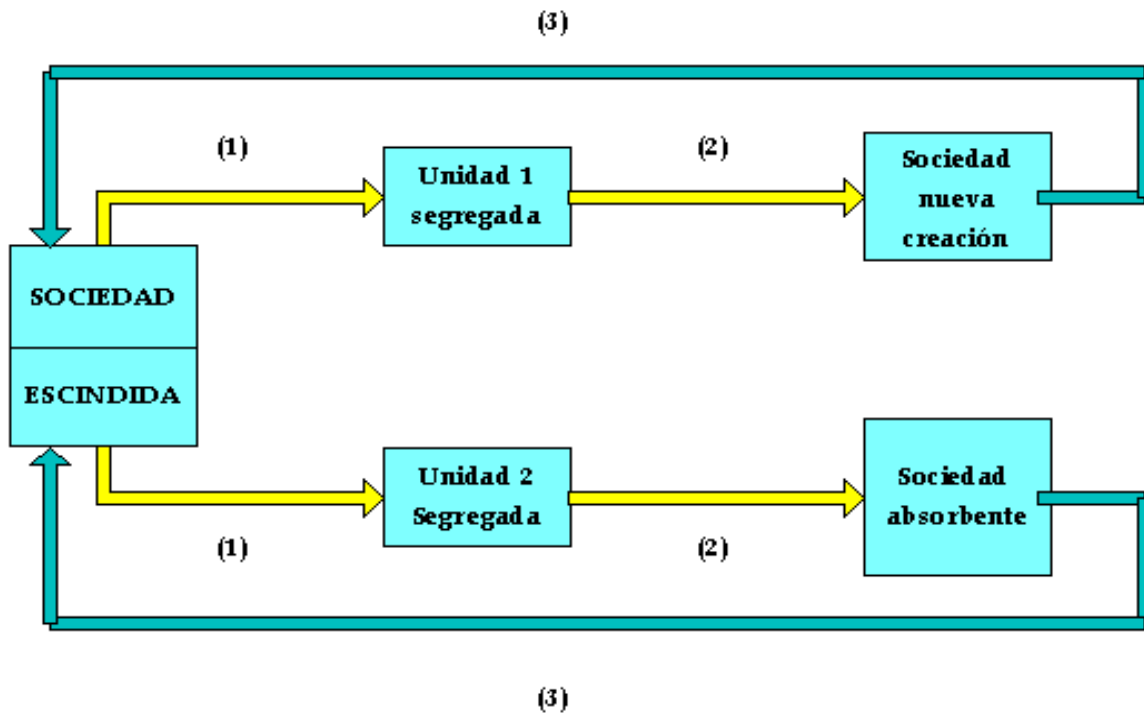 (3)
(1)
(2)
Unidad 1
segregada
Sociedad
nueva
creación
SOCIEDAD
ESCINDIDA
Unidad 2
Segregada
Sociedad
absorbente
(1)
(2)
(3)